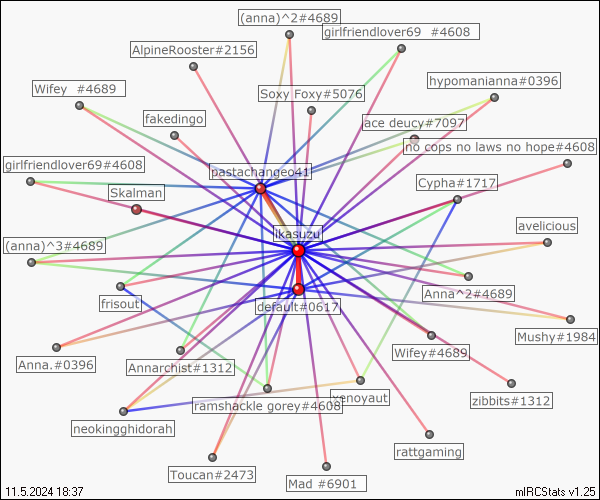 (anna)^2#4689
girlfriendlover69 #4608
AlpineRooster#2156
hypomanianna#0396
Wifey #4689
Soxy Foxy#5076
fakedingo
ace deucy#7097
no cops no laws no hope#4608
girlfriendlover69#4608
pastachangeo41
Cypha#1717
Skalman
avelicious
ikasuzu
(anna)^3#4689
Anna^2#4689
frisout
default#0617
Mushy#1984
Wifey#4689
Anna.#0396
Annarchist#1312
zibbits#1312
xenoyaut
ramshackle gorey#4608
neokingghidorah
rattgaming
Toucan#2473
Mad #6901
11.5.2024 18:37
mIRCStats v1.25